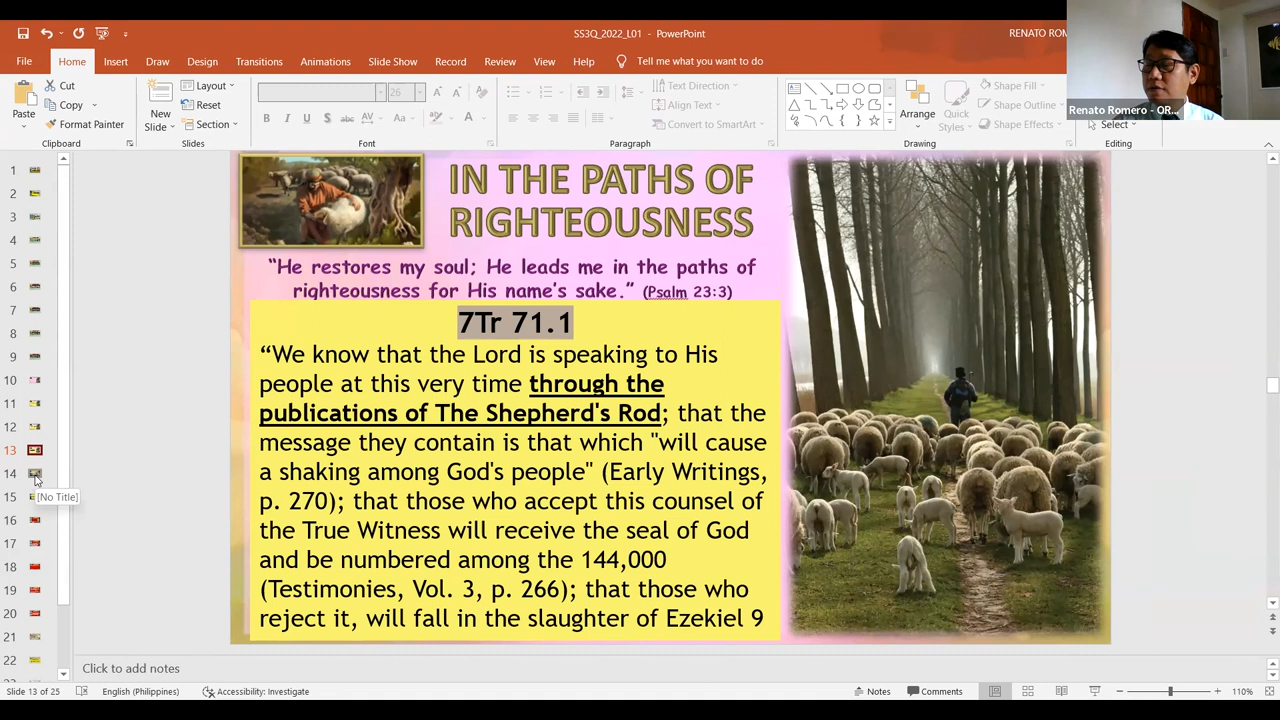 SS3Q_2022_L01 - PowerPoint
RENATO ROM
File Home Insert Draw Design Transitions Animations Slide Show Record Review View Help Tell me what you want to do
Paste
Cut
Copy
Format Painter
Clipboard
New Slide
Layout
Reset
Section
Slides
26
B I U S abc AV Aa A
Font
Text Direction
Align Text
Convert to SmartArt
Paragraph
Arrange
Quick Styles
Shape Fill
Shape Outline
Shape Effects
Drawing
Select
Editing
Renato Romero - OR...
1
2
3
4
5
6
7
8
9
10
11
12
13
14
[No Title]
15
16
17
18
19
20
21
22
IN THE PATHS OF
RIGHTEOUSNESS
“He restores my soul; He leads me in the paths of
righteousness for His name’s sake.” (Psalm 23:3)
7Tr 71.1
“We know that the Lord is speaking to His
people at this very time through the
publications of The Shepherd's Rod; that the
message they contain is that which "will cause
a shaking among God's people" (Early Writings,
p. 270); that those who accept this counsel of
the True Witness will receive the seal of God
and be numbered among the 144,000
(Testimonies, Vol. 3, p. 266); that those who
reject it, will fall in the slaughter of Ezekiel 9
Click to add notes
Slide 13 of 25 English (Philippines) Accessibility: Investigate Notes Comments 110%